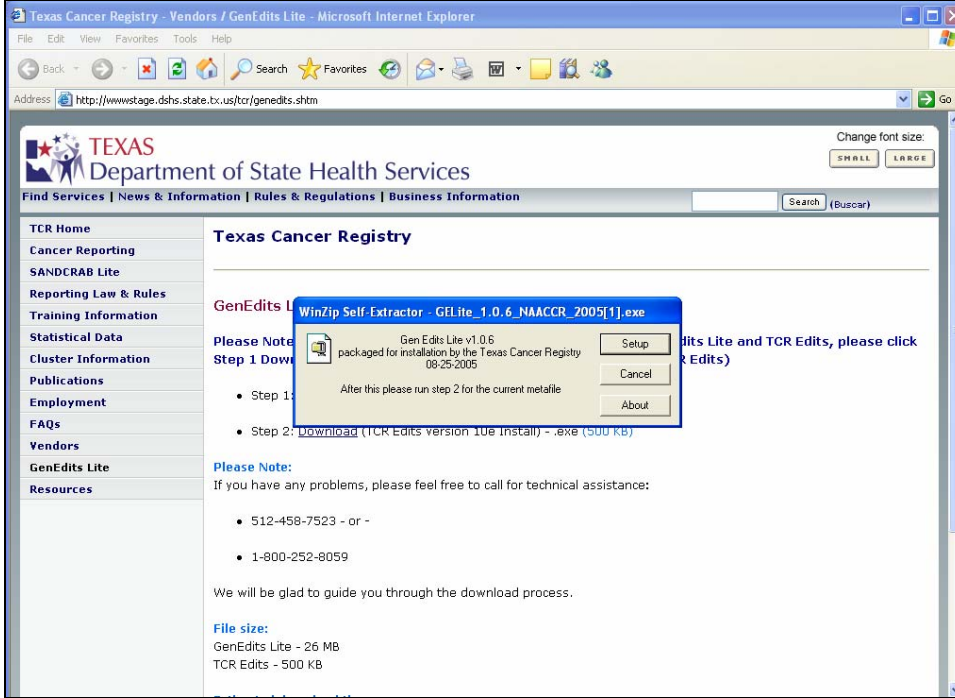 Texas Cancer Registry - Vendors / GenEdits Lite - Microsoft Internet Explorer
File Edit View Favorites Tools Help
Back Search Favorites
Address http://wwwstage.dshs.state.tx.us/tcr/genedits.shtm Go
Change font size:
TEXAS
SMALL LARGE
Department of State Health Services
Find Services | News & Information | Rules & Regulations | Business Information Search (Buscar)
TCR Home
Cancer Reporting
SANDCRAB Lite
Reporting Law & Rules
Training Information
Statistical Data
Cluster Information
Publications
Employment
FAQs
Vendors
GenEdits Lite
Resources
Texas Cancer Registry
GenEdits L
WinZip Self-Extractor - GELite_1.0.6_NAACCR_2005[1].exe
Gen Edits Lite v1.0.6
packaged for installation by the Texas Cancer Registry
08-25-2005
After this please run step 2 for the current metafile
Setup
Cancel
About
Please Note dits Lite and TCR Edits, please click
Step 1 Down R Edits)
• Step 1:
• Step 2: Download (TCR Edits version 10e Install) - .exe (500 KB)
Please Note:
If you have any problems, please feel free to call for technical assistance:
• 512-458-7523 - or -
• 1-800-252-8059
We will be glad to guide you through the download process.
File size:
GenEdits Lite - 26 MB
TCR Edits - 500 KB